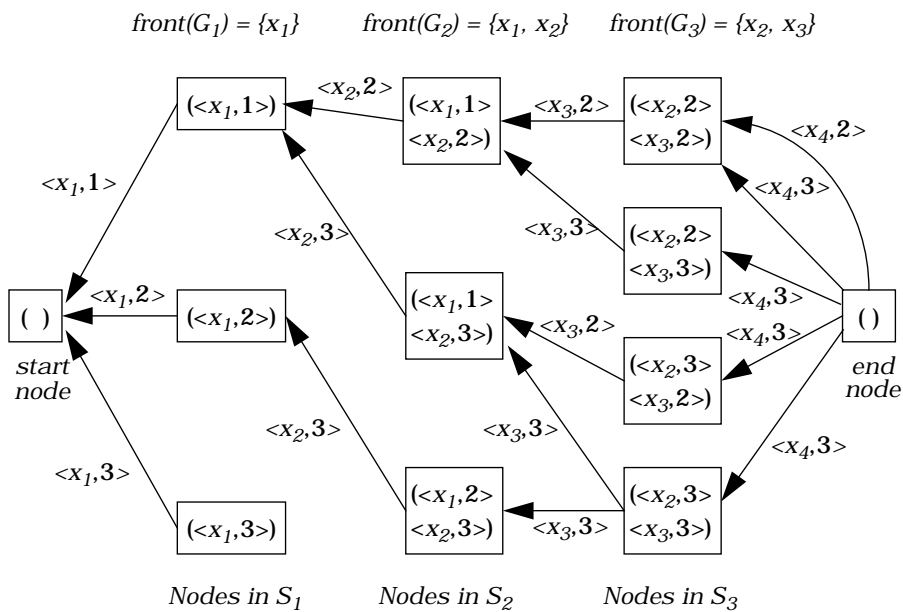 front(G1) = {x1}
front(G2) = {x1, x2}
front(G3) = {x2, x3}
(<x1,1>)
<x2,2>
(<x1,1>
<x2,2>)
<x3,2>
(<x2,2>
<x3,2>)
<x4,2>
<x1,1>
<x2,3>
<x3,3>
<x4,3>
(<x2,2>
<x3,3>)
<x4,3>
( )
start
node
<x1,2>
(<x1,2>)
(<x1,1>
<x2,3>)
<x3,2>
<x4,3>
(<x2,3>
<x3,2>)
( )
end
node
<x1,3>
<x2,3>
<x3,3>
<x4,3>
(<x1,3>)
(<x1,2>
<x2,3>)
<x3,3>
(<x2,3>
<x3,3>)
Nodes in S1
Nodes in S2
Nodes in S3